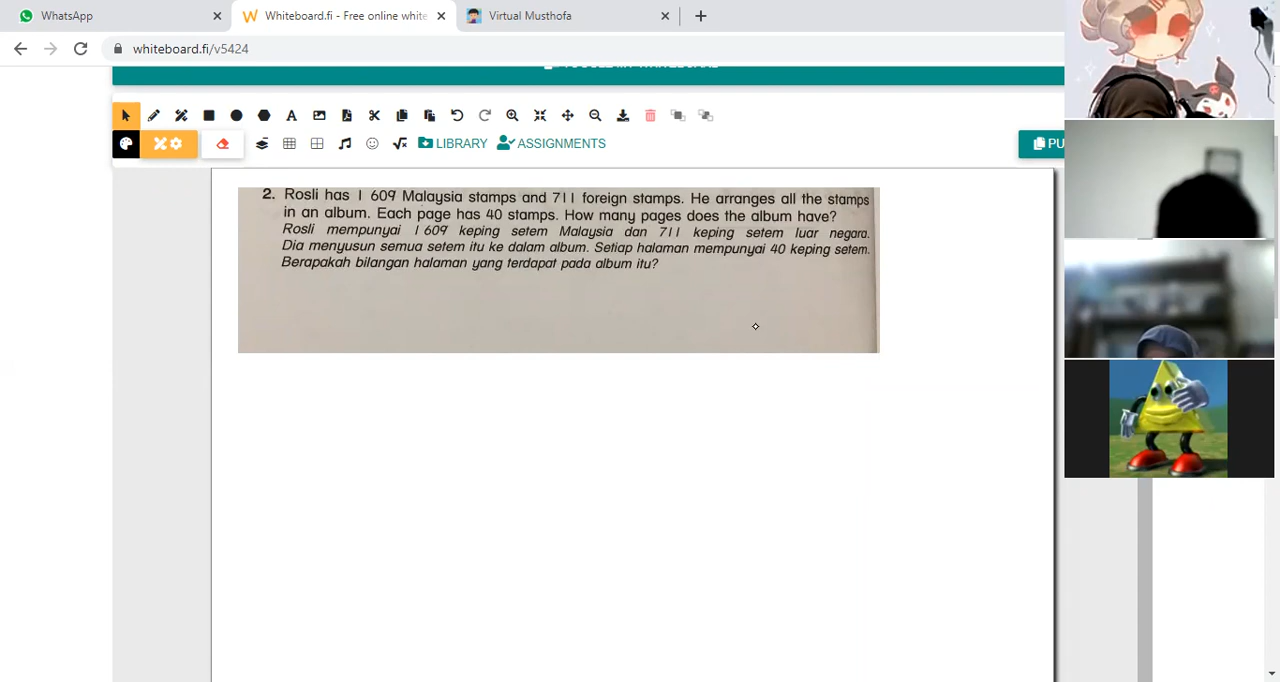 WhatsApp
Whiteboard.fi - Free online white
Virtual Musthofa
whiteboard.fi/v5424
LIBRARY
ASSIGNMENTS
PU
2. Rosli has 1 609 Malaysia stamps and 711 foreign stamps. He arranges all the stamps
in an album. Each page has 40 stamps. How many pages does the album have?
Rosli mempunyai 1 609 keping setem Malaysia dan 711 keping setem luar negara.
Dia menyusun semua setem itu ke dalam album. Setiap halaman mempunyai 40 keping setem.
Berapakah bilangan halaman yang terdapat pada album itu?